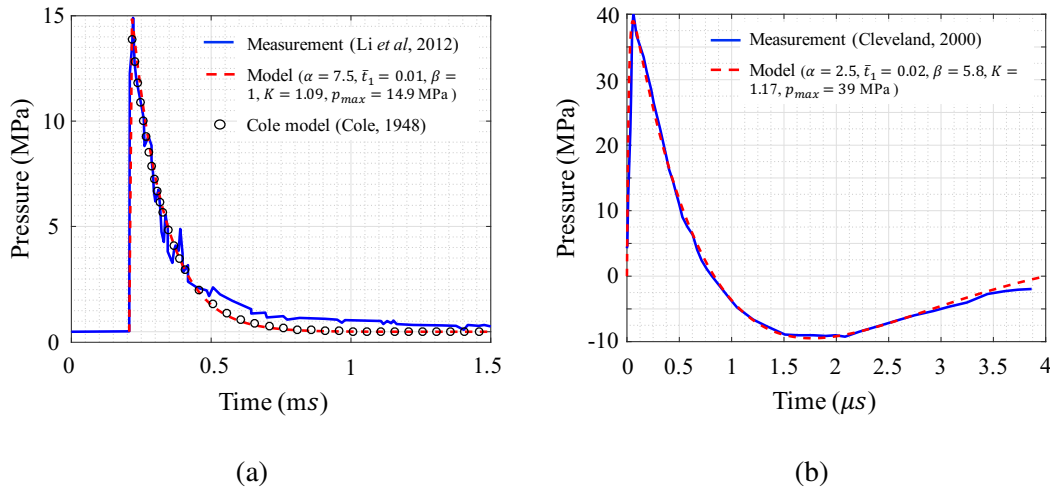 15
10
5
0
Pressure (MPa)
Measurement (Li et al, 2012)
Model (α = 7.5, t̄₁ = 0.01, β =
1, K = 1.09, pₘₐₓ = 14.9 MPa )
Cole model (Cole, 1948)
0 0.5 1 1.5
Time (ms)
(a)
40
30
20
10
0
-10
Pressure (MPa)
Measurement (Cleveland, 2000)
Model (α = 2.5, t̄₁ = 0.02, β = 5.8, K =
1.17, pₘₐₓ = 39 MPa )
0 0.5 1 1.5 2 2.5 3 3.5 4
Time (μs)
(b)